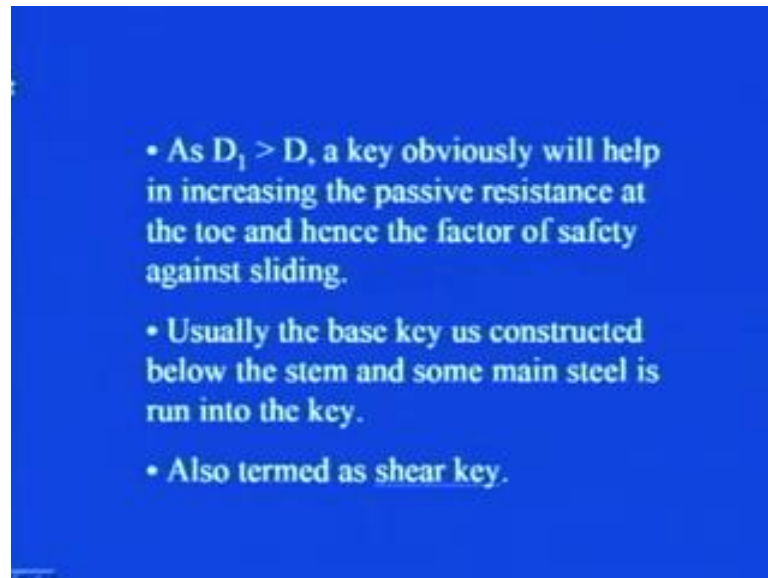 • As D₁ > D, a key obviously will help
in increasing the passive resistance at
the toe and hence the factor of safety
against sliding.
• Usually the base key us constructed
below the stem and some main steel is
run into the key.
• Also termed as shear key.